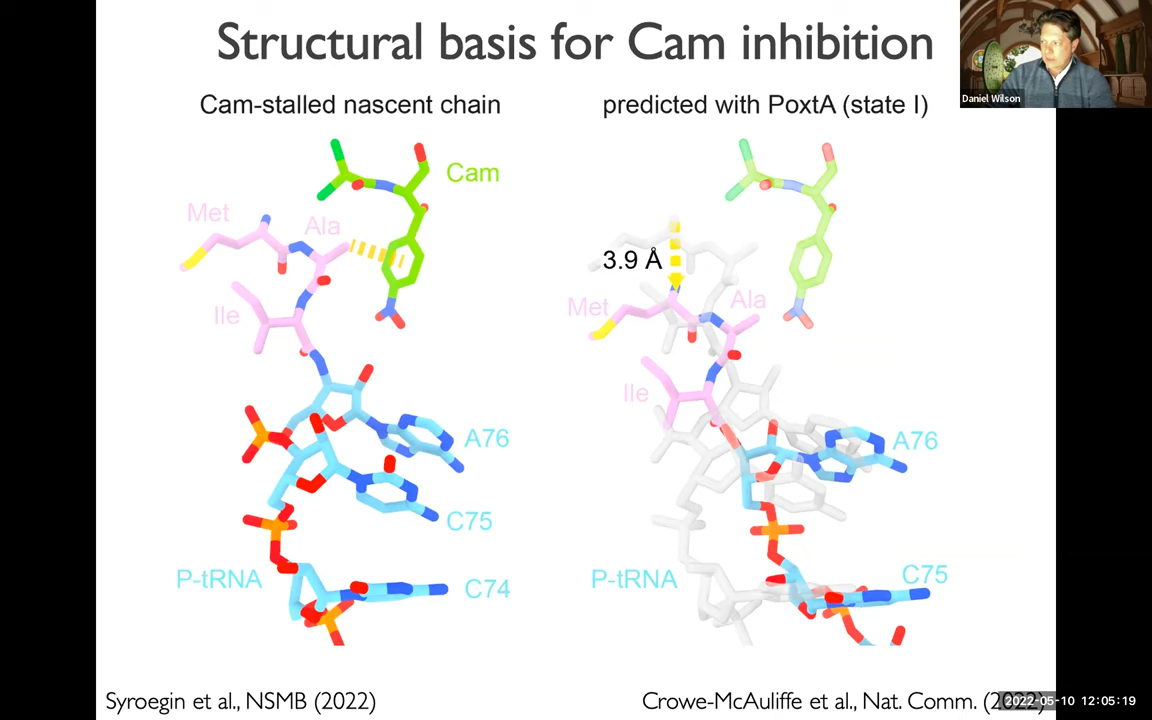 Structural basis for Cam inhibition
Daniel Wilson
Cam-stalled nascent chain
predicted with PoxtA (state I)
Cam
Met
Ala
Ile
A76
C75
P-tRNA
C74
3.9 Å
Met
Ala
Ile
A76
P-tRNA
C75
Syroegin et al., NSMB (2022)
Crowe-McAuliffe et al., Nat. Comm. (2022)
2022-05-10 12:05:19